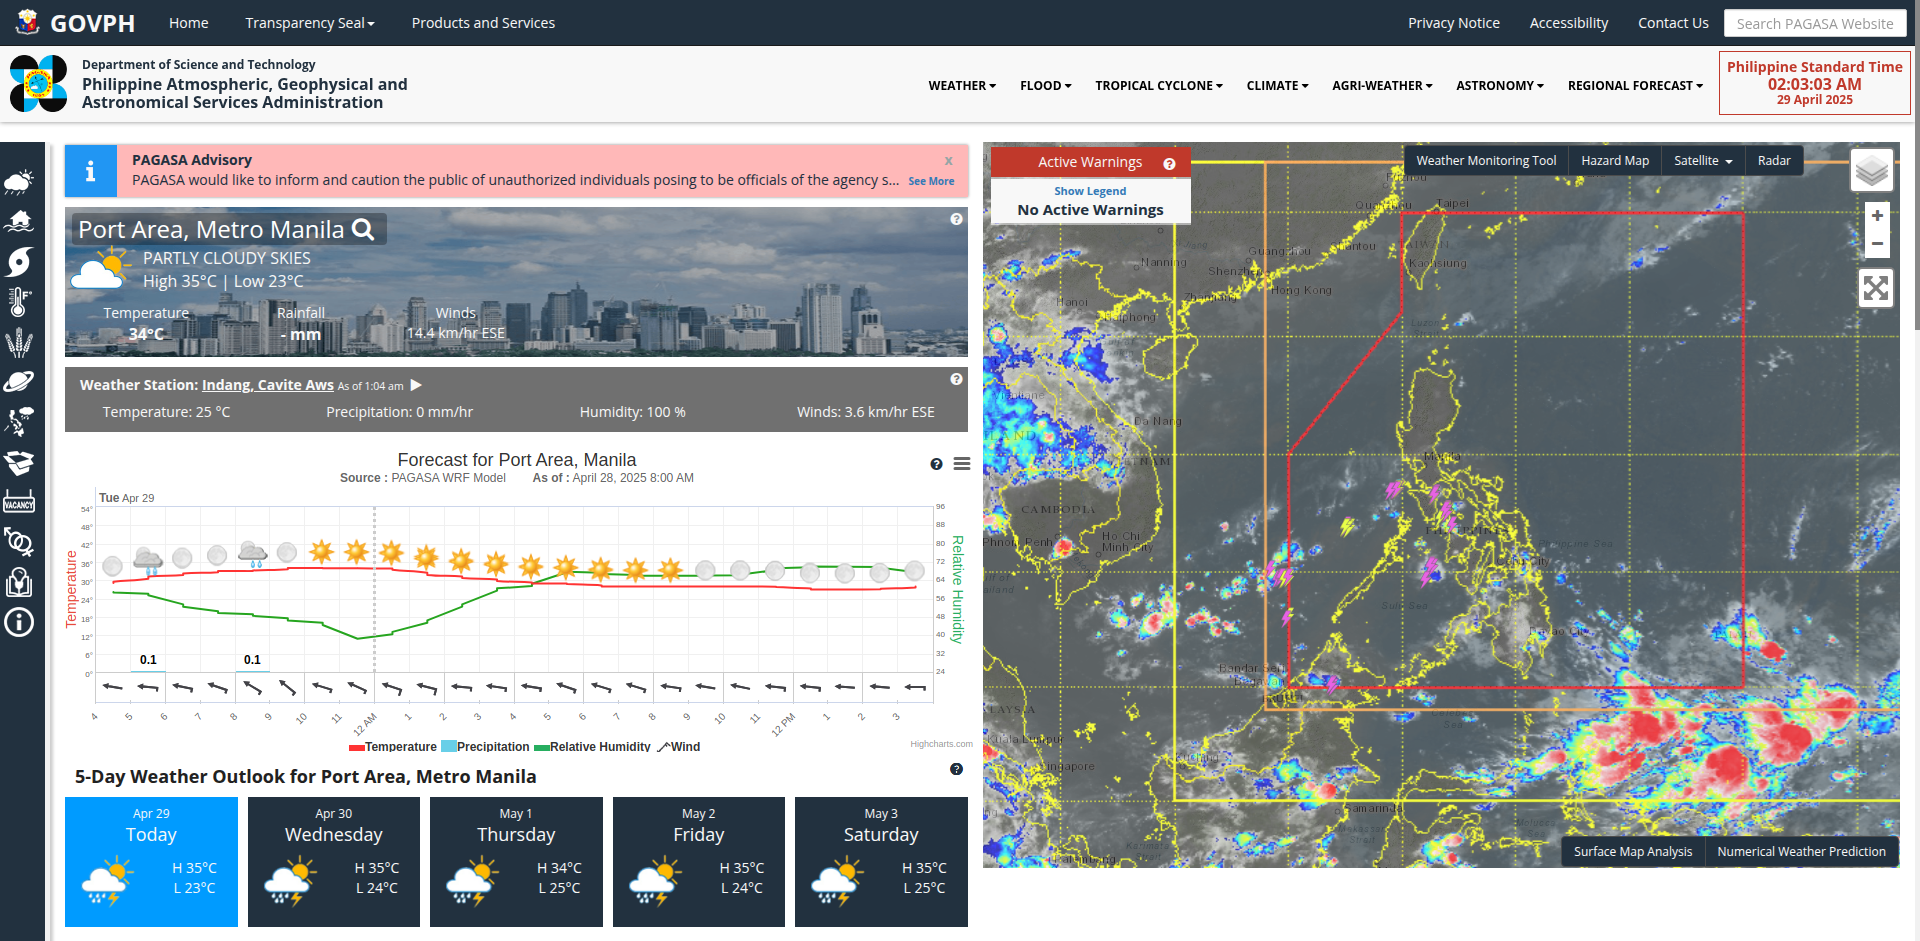 GOVPH
Home
Transparency Seal
Products and Services
Privacy Notice
Accessibility
Contact Us
Search PAGASA Website
Department of Science and Technology
Philippine Atmospheric, Geophysical and
Astronomical Services Administration
WEATHER
FLOOD
TROPICAL CYCLONE
CLIMATE
AGRI-WEATHER
ASTRONOMY
REGIONAL FORECAST
Philippine Standard Time
02:03:03 AM
29 April 2025
PAGASA Advisory
x
PAGASA would like to inform and caution the public of unauthorized individuals posing to be officials of the agency s... See More
Port Area, Metro Manila
PARTLY CLOUDY SKIES
High 35°C | Low 23°C
Temperature
34°C
Rainfall
- mm
Winds
14.4 km/hr ESE
Weather Station: Indang, Cavite Aws As of 1:04 am
Temperature: 25 °C
Precipitation: 0 mm/hr
Humidity: 100 %
Winds: 3.6 km/hr ESE
Forecast for Port Area, Manila
Source : PAGASA WRF Model As of : April 28, 2025 8:00 AM
Tue Apr 29
Temperature
54°
48°
42°
36°
30°
24°
18°
12°
6°
0°
96
88
80
72
64
56
48
40
32
24
Relative Humidity
0.1
0.1
4
5
6
7
8
9
10
11
12 AM
1
2
3
4
5
6
7
8
9
10
11
12 PM
1
2
3
Temperature
Precipitation
Relative Humidity
Wind
Highcharts.com
5-Day Weather Outlook for Port Area, Metro Manila
Apr 29
Today
H 35°C
L 23°C
Apr 30
Wednesday
H 35°C
L 24°C
May 1
Thursday
H 34°C
L 25°C
May 2
Friday
H 35°C
L 24°C
May 3
Saturday
H 35°C
L 25°C
VACANCY
Active Warnings
Show Legend
No Active Warnings
Weather Monitoring Tool
Hazard Map
Satellite
Radar
+
−
Taipei
Guangzhou
Nanning
Kaohsiung
Hong Kong
Hanoi
Luzon
Da Nang
Manila
CAMBODIA
Ho Chi
Minh City
Philippine Sea
Sulu Sea
Davao City
Bandar Seri
Kuala Lumpur
Singapore
Samarinda
Surface Map Analysis
Numerical Weather Prediction